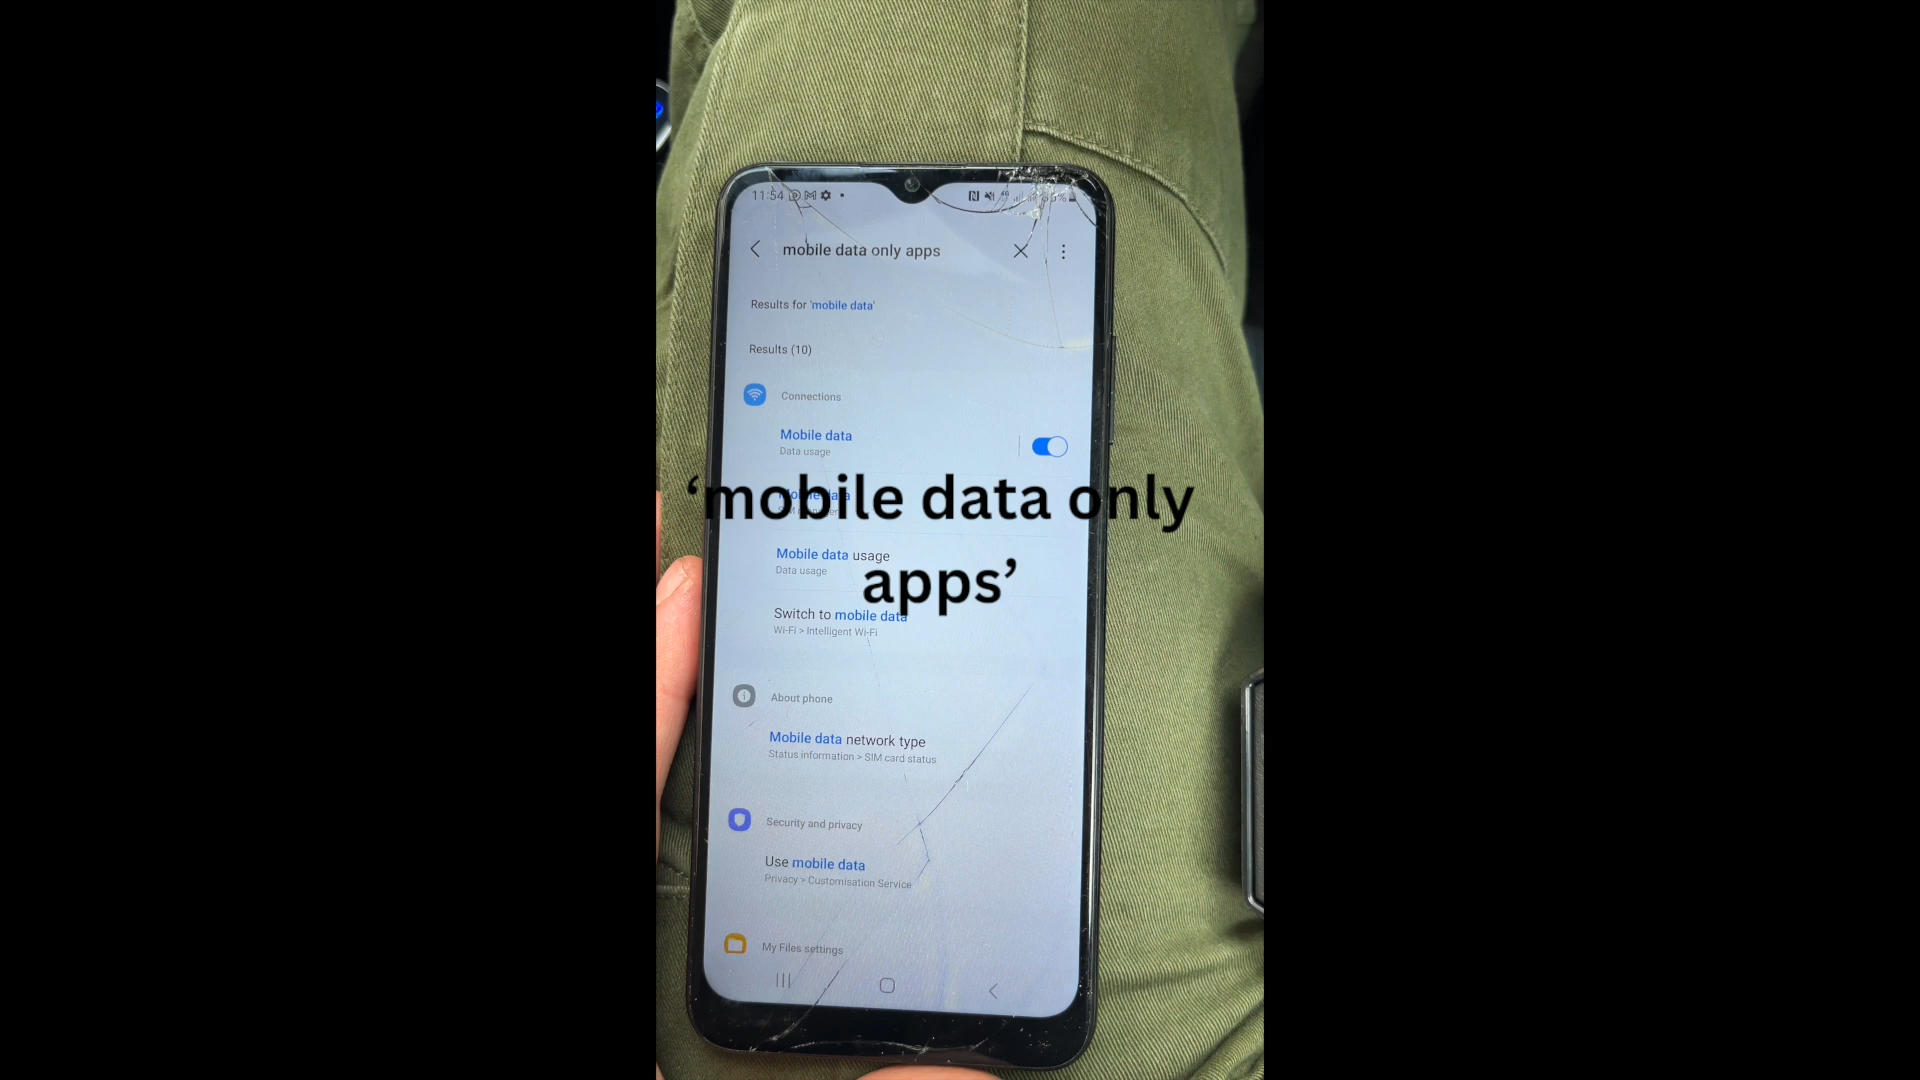 11:54
mobile data only apps
Results for 'mobile data'
Results (10)
Connections
Mobile data
Data usage
Mobile data
‘mobile data only
apps’
Mobile data usage
Data usage
Switch to mobile data
Wi-Fi > Intelligent Wi-Fi
About phone
Mobile data network type
Status information > SIM card status
Security and privacy
Use mobile data
Privacy > Customisation Service
My Files settings